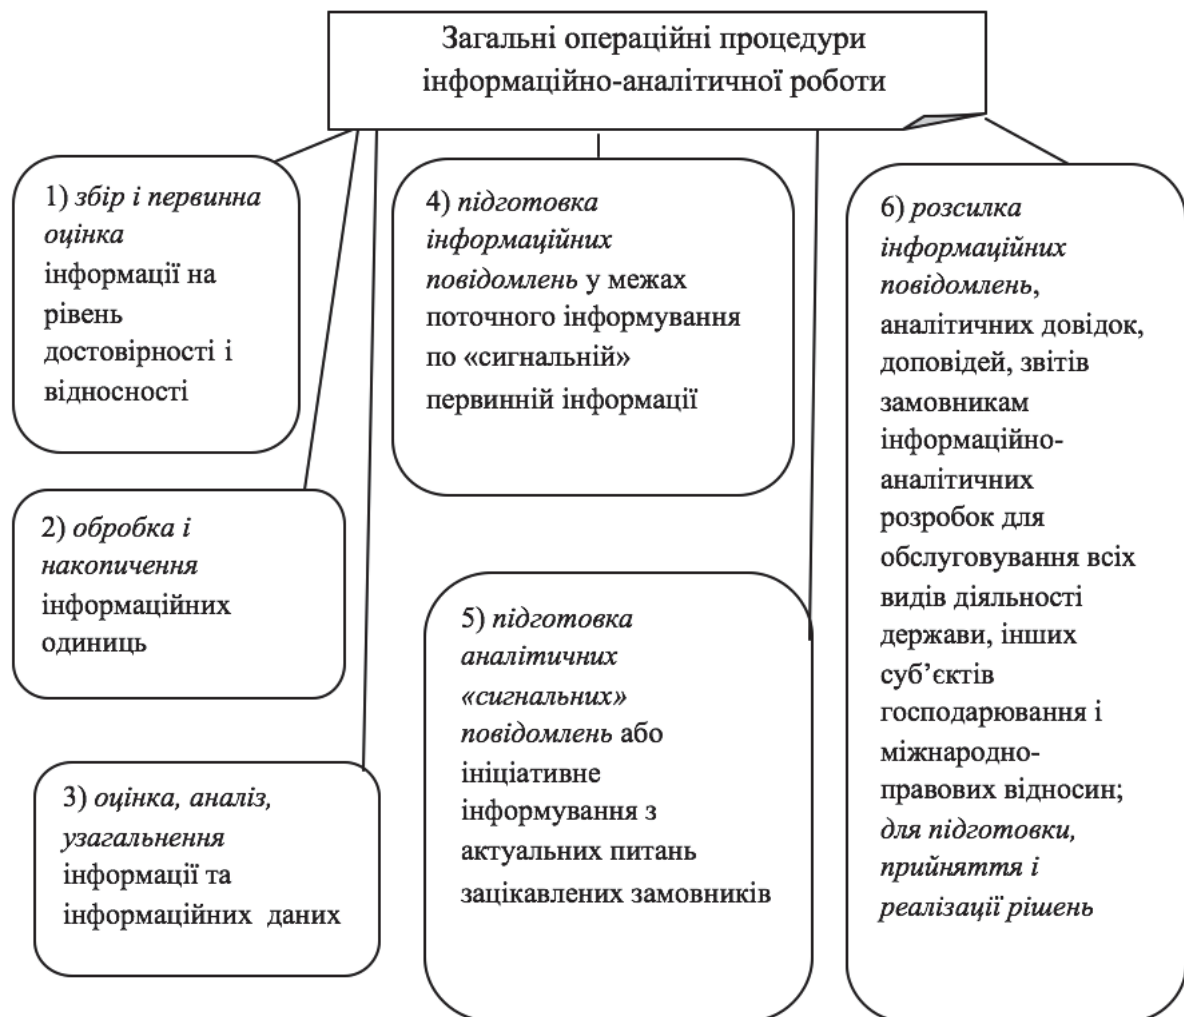 Загальні операційні процедури
інформаційно-аналітичної роботи
1) збір і первинна
оцінка
інформації на
рівень
достовірності і
відносності
2) обробка і
накопичення
інформаційних
одиниць
3) оцінка, аналіз,
узагальнення
інформації та
інформаційних даних
4) підготовка
інформаційних
повідомлень у межах
поточного інформування
по «сигнальній»
первинній інформації
5) підготовка
аналітичних
«сигнальних»
повідомлень або
ініціативне
інформування з
актуальних питань
зацікавлених замовників
6) розсилка
інформаційних
повідомлень,
аналітичних довідок,
доповідей, звітів
замовникам
інформаційно-
аналітичних
розробок для
обслуговування всіх
видів діяльності
держави, інших
суб’єктів
господарювання і
міжнародно-
правових відносин;
для підготовки,
прийняття і
реалізації рішень